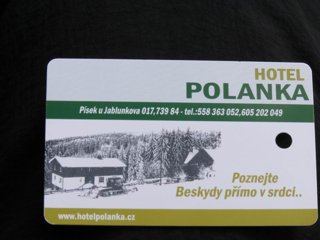 HOTEL
POLANKA
Písek u Jablunkova 017,739 84 - tel.:558 363 052,605 202 049
Poznejte
Beskydy přímo v srdci..
www.hotelpolanka.cz